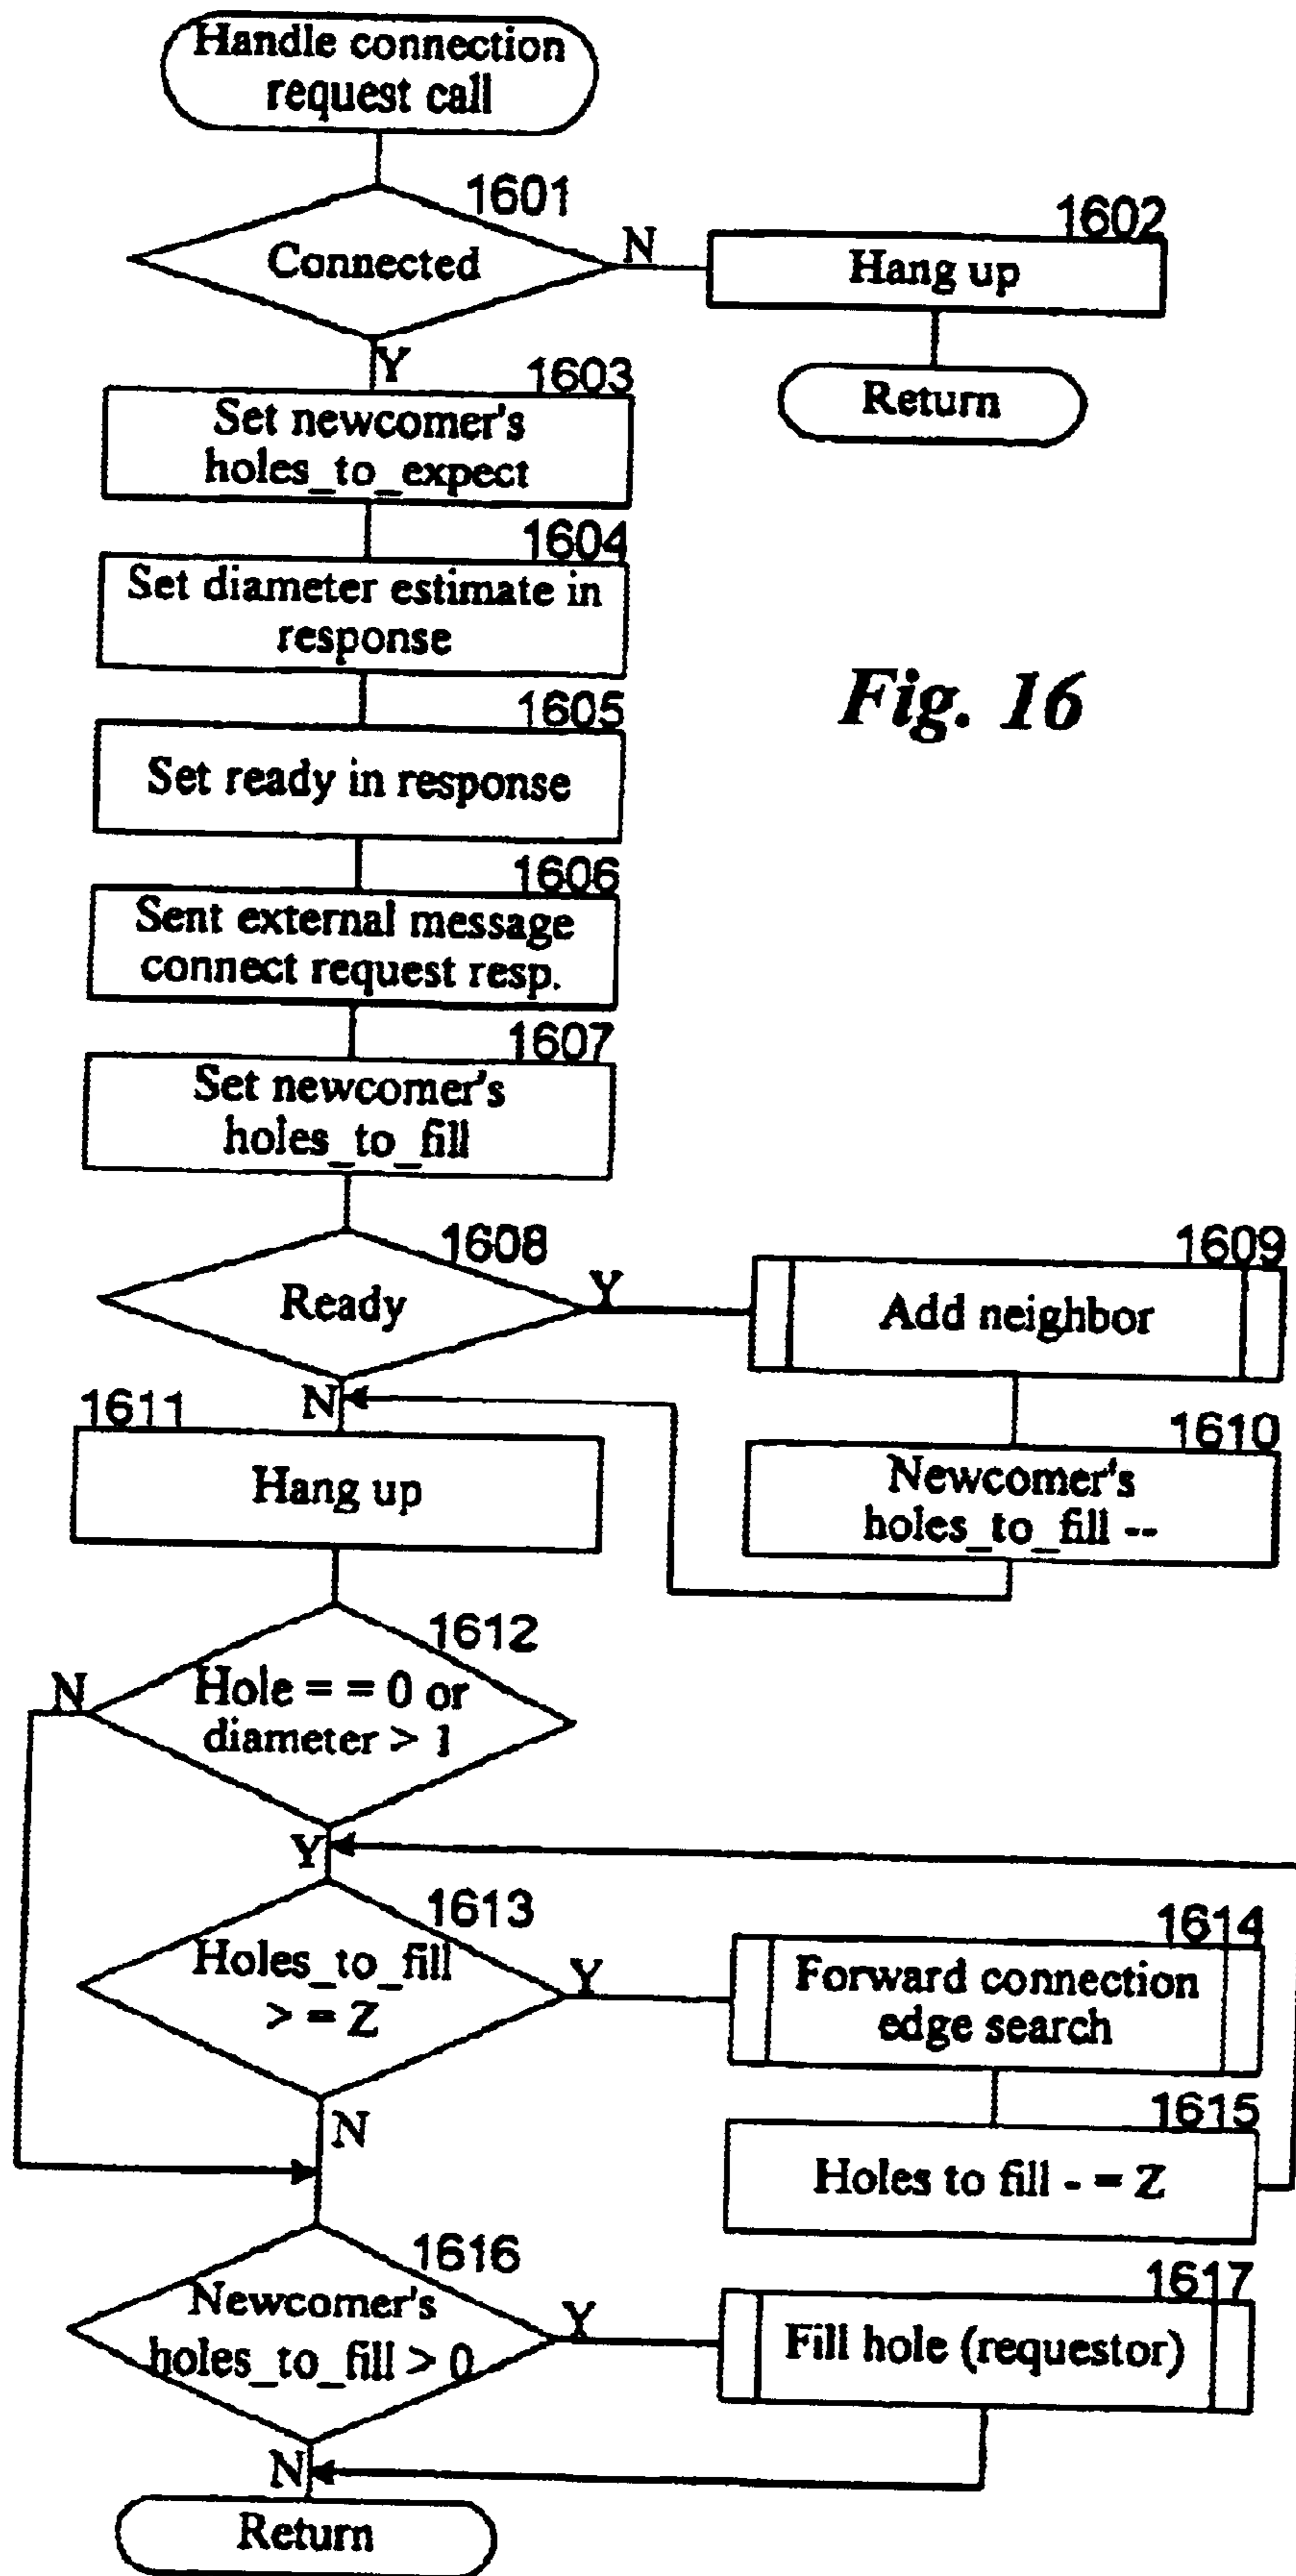 Handle connection
request call
1601
Connected
N
1602
Hang up
Return
Y
1603
Set newcomer's
holes_to_expect
1604
Set diameter estimate in
response
Fig. 16
1605
Set ready in response
1606
Sent external message
connect request resp.
1607
Set newcomer's
holes_to_fill
1608
Ready
Y
1609
Add neighbor
N
1610
Newcomer's
holes_to_fill --
1611
Hang up
1612
Hole = = 0 or
diameter > 1
N
Y
1613
Holes_to_fill
> = Z
Y
1614
Forward connection
edge search
N
1615
Holes to fill - = Z
1616
Newcomer's
holes_to_fill > 0
Y
1617
Fill hole (requestor)
N
Return